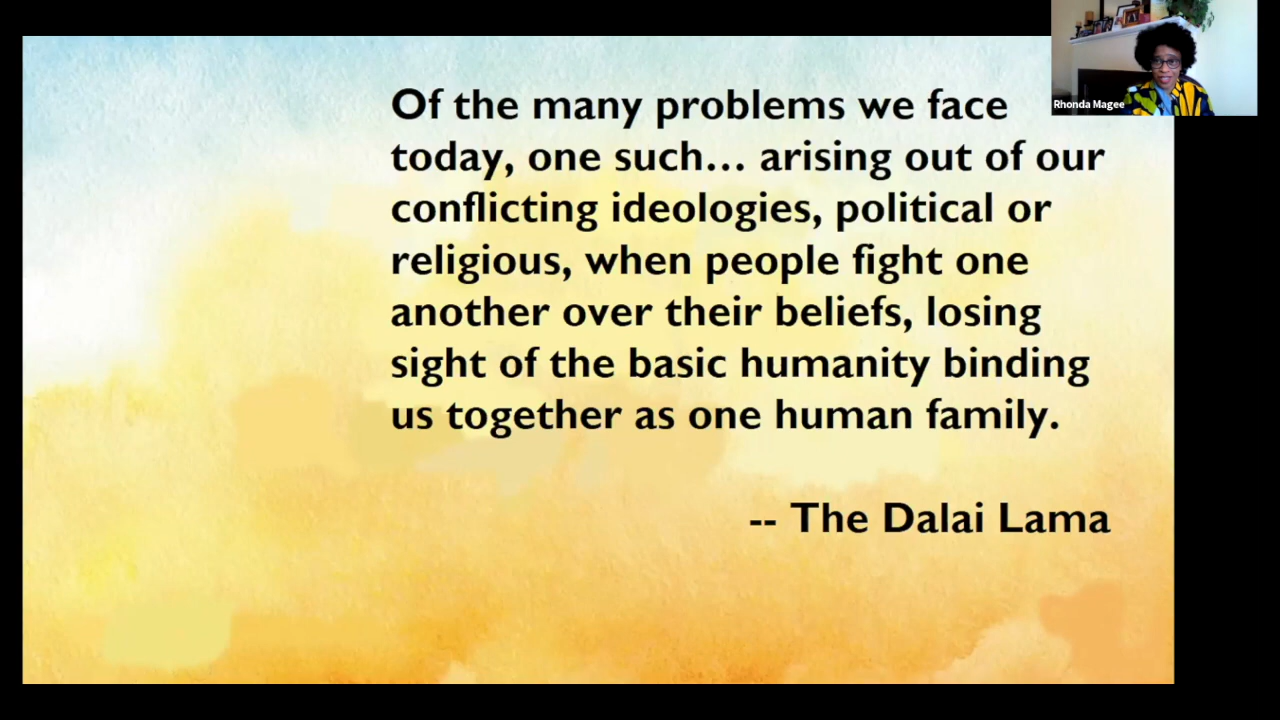 Rhonda Magee
Of the many problems we face
today, one such... arising out of our
conflicting ideologies, political or
religious, when people fight one
another over their beliefs, losing
sight of the basic humanity binding
us together as one human family.
-- The Dalai Lama